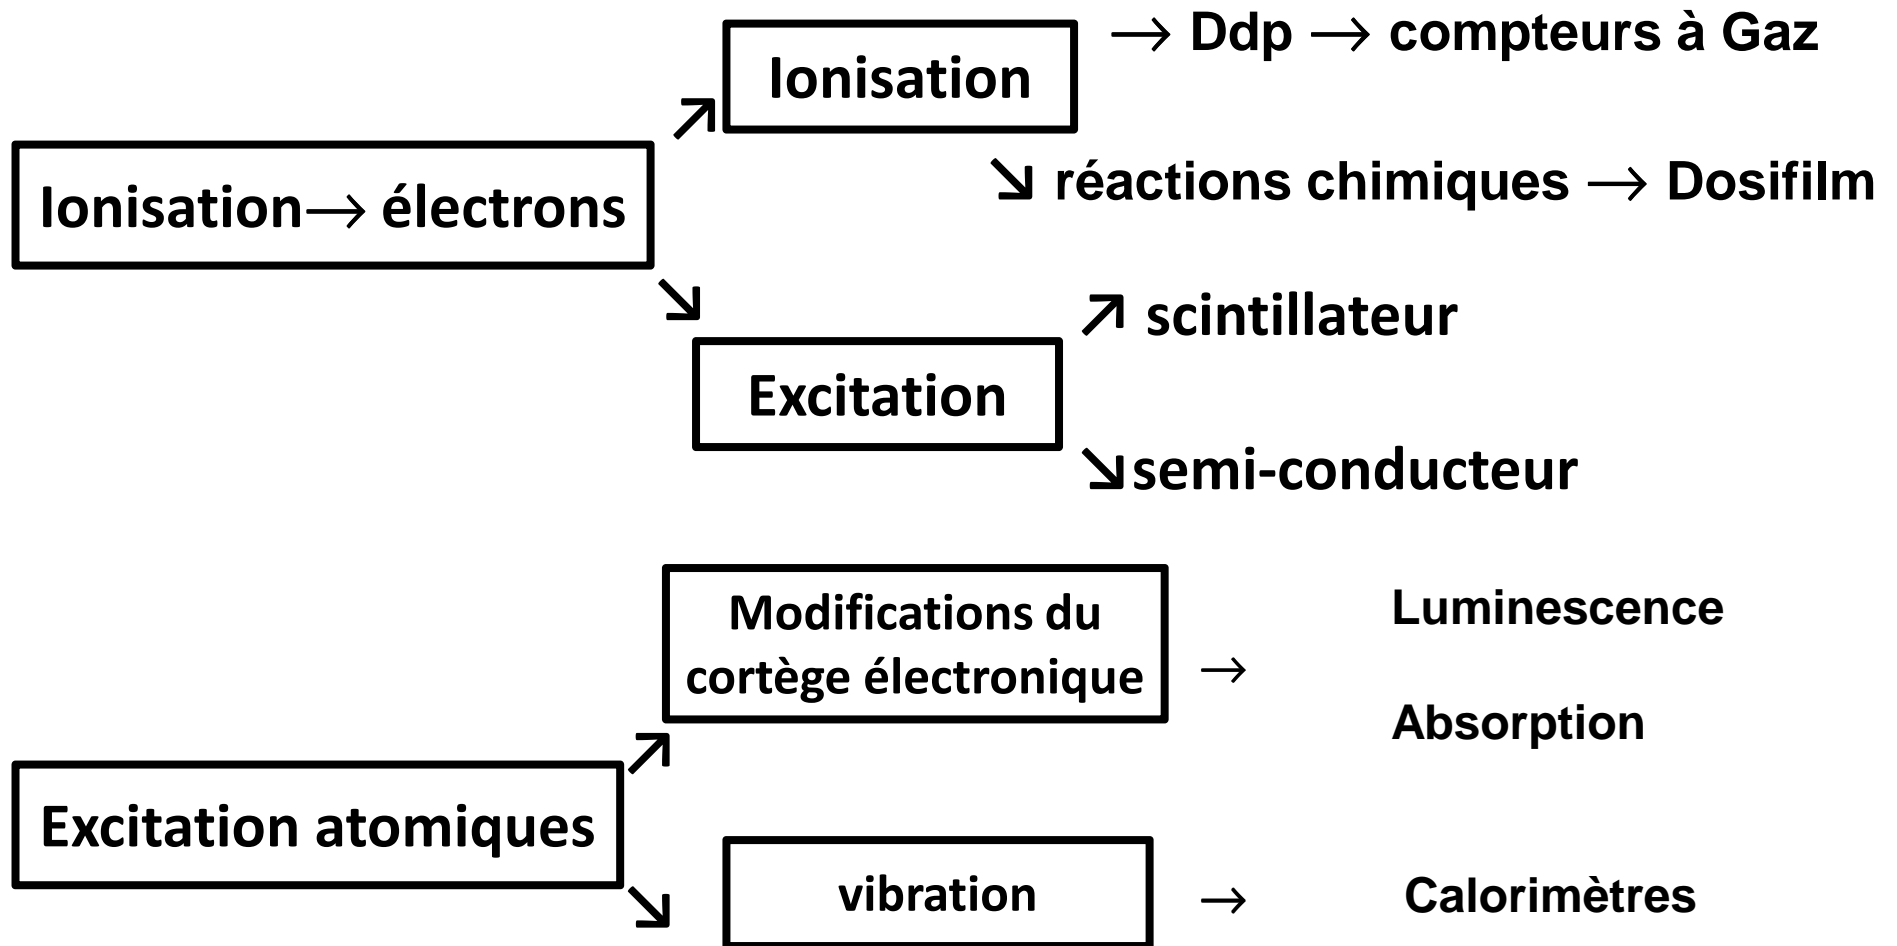 → Ddp → compteurs à Gaz
Ionisation
↗
↘ réactions chimiques → Dosifilm
Ionisation→ électrons
↘
↗ scintillateur
Excitation
↘semi-conducteur
Modifications du
cortège électronique
→
Luminescence
Absorption
↗
Excitation atomiques
↘
vibration
→ Calorimètres